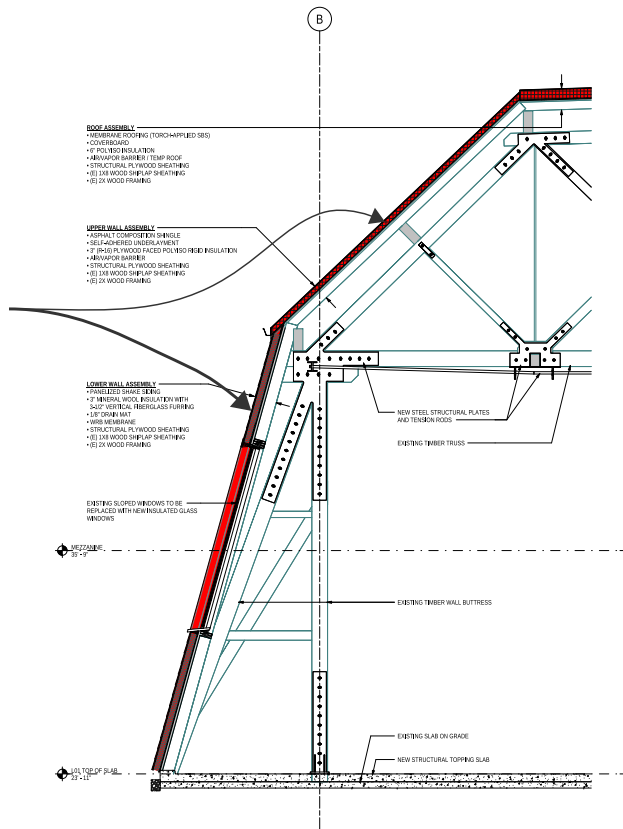 B
ROOF ASSEMBLY
• MEMBRANE ROOFING (TORCH-APPLIED SBS)
• COVERBOARD
• 6" POLYISO INSULATION
• AIR/VAPOR BARRIER / TEMP ROOF
• STRUCTURAL PLYWOOD SHEATHING
• (E) 1X8 WOOD SHIPLAP SHEATHING
• (E) 2X WOOD FRAMING
UPPER WALL ASSEMBLY
• ASPHALT COMPOSITION SHINGLE
• SELF-ADHERED UNDERLAYMENT
• 3" (R-16) PLYWOOD FACED POLYISO RIGID INSULATION
• AIR/VAPOR BARRIER
• STRUCTURAL PLYWOOD SHEATHING
• (E) 1X8 WOOD SHIPLAP SHEATHING
• (E) 2X WOOD FRAMING
LOWER WALL ASSEMBLY
• PANELIZED SHAKE SIDING
• 3" MINERAL WOOL INSULATION WITH
3-1/2" VERTICAL FIBERGLASS FURRING
• 1/8" DRAIN MAT
• WRB MEMBRANE
• STRUCTURAL PLYWOOD SHEATHING
• (E) 1X8 WOOD SHIPLAP SHEATHING
• (E) 2X WOOD FRAMING
NEW STEEL STRUCTURAL PLATES
AND TENSION RODS
EXISTING TIMBER TRUSS
EXISTING SLOPED WINDOWS TO BE
REPLACED WITH NEW INSULATED GLASS
WINDOWS
MEZZANINE
35' - 9"
EXISTING TIMBER WALL BUTTRESS
EXISTING SLAB ON GRADE
NEW STRUCTURAL TOPPING SLAB
L01 TOP OF SLAB
23' - 11"